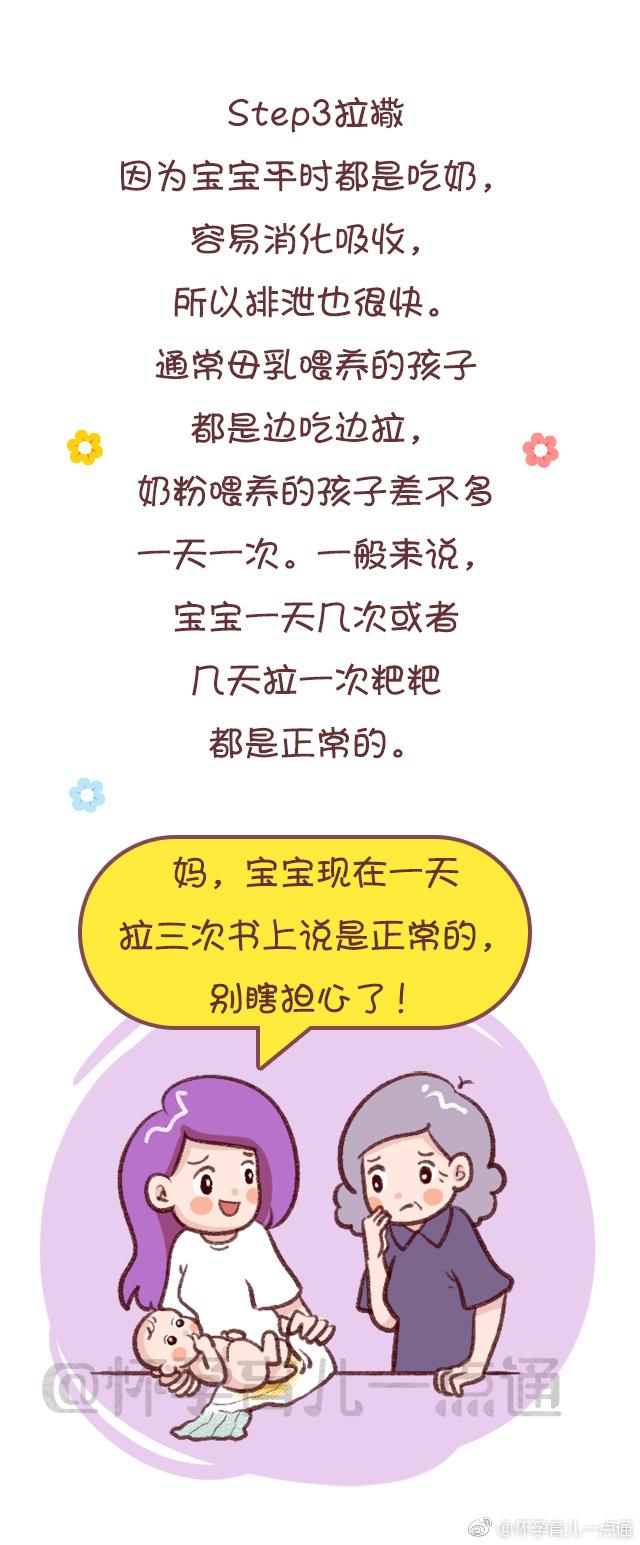 Step3拉撒
因为宝宝平时都是吃奶，
容易消化吸收，
所以排泄也很快。
通常母乳喂养的孩子
都是边吃边拉，
奶粉喂养的孩子差不多
一天一次。一般来说，
宝宝一天几次或者
几天拉一次粑粑
都是正常的。
妈，宝宝现在一天
拉三次书上说是正常的，
别瞎担心了！
@怀孕育儿一点通
@怀孕育儿一点通